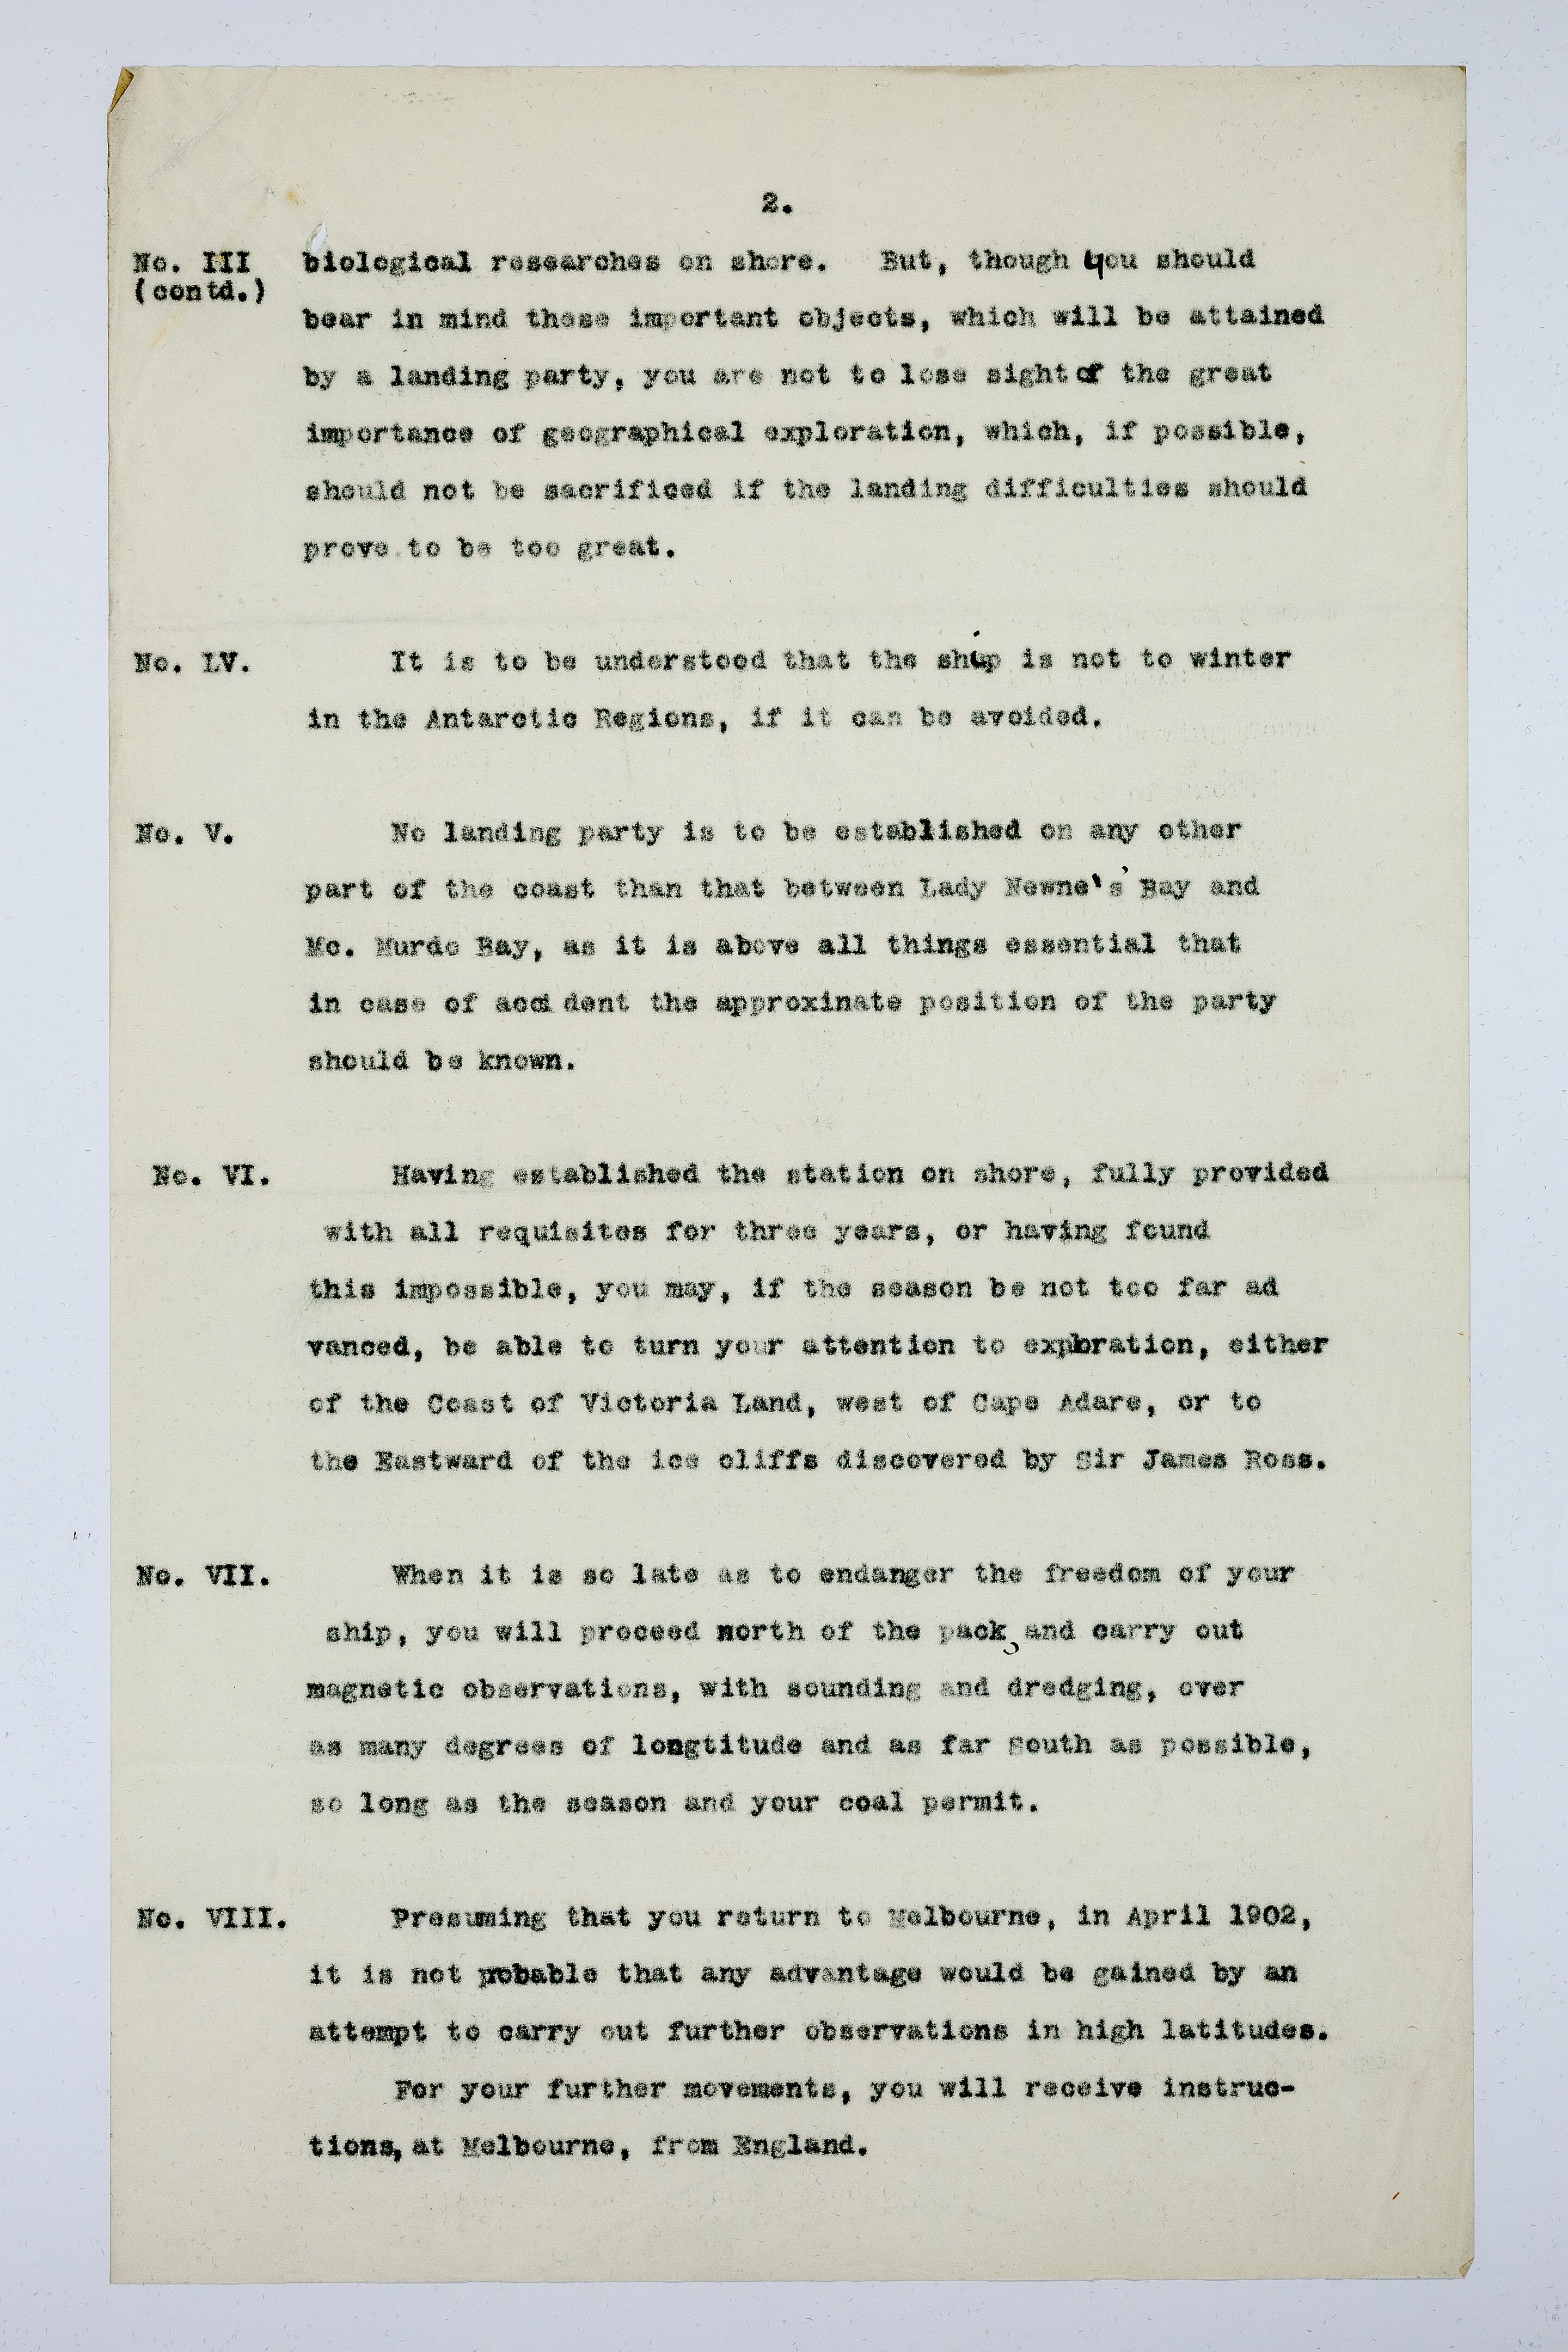 2.
No. III biological researches on shore. But, though you should
(contd.)
bear in mind these important objects, which will be attained
by a landing party, you are not to lose sight of the great
importance of geographical exploration, which, if possible,
should not be sacrificed if the landing difficulties should
prove to be too great.
No. IV. It is to be understood that the ship is not to winter
in the Antarctic Regions, if it can be avoided.
No. V. No landing party is to be established on any other
part of the coast than that between Lady Newne's' Bay and
Mc. Murdo Bay, as it is above all things essential that
in case of accident the approxinate position of the party
should be known.
No. VI. Having established the station on shore, fully provided
with all requisites for three years, or having found
this impossible, you may, if the season be not too far ad
vanced, be able to turn your attention to exploration, either
of the Coast of Victoria Land, west of Cape Adare, or to
the Eastward of the ice cliffs discovered by Sir James Ross.
No. VII. When it is so late as to endanger the freedom of your
ship, you will proceed north of the pack, and carry out
magnetic observations, with sounding and dredging, over
as many degrees of longtitude and as far South as possible,
so long as the season and your coal permit.
No. VIII. Presuming that you return to Melbourne, in April 1902,
it is not probable that any advantage would be gained by an
attempt to carry out further observations in high latitudes.
For your further movements, you will receive instruc-
tions, at Melbourne, from England.